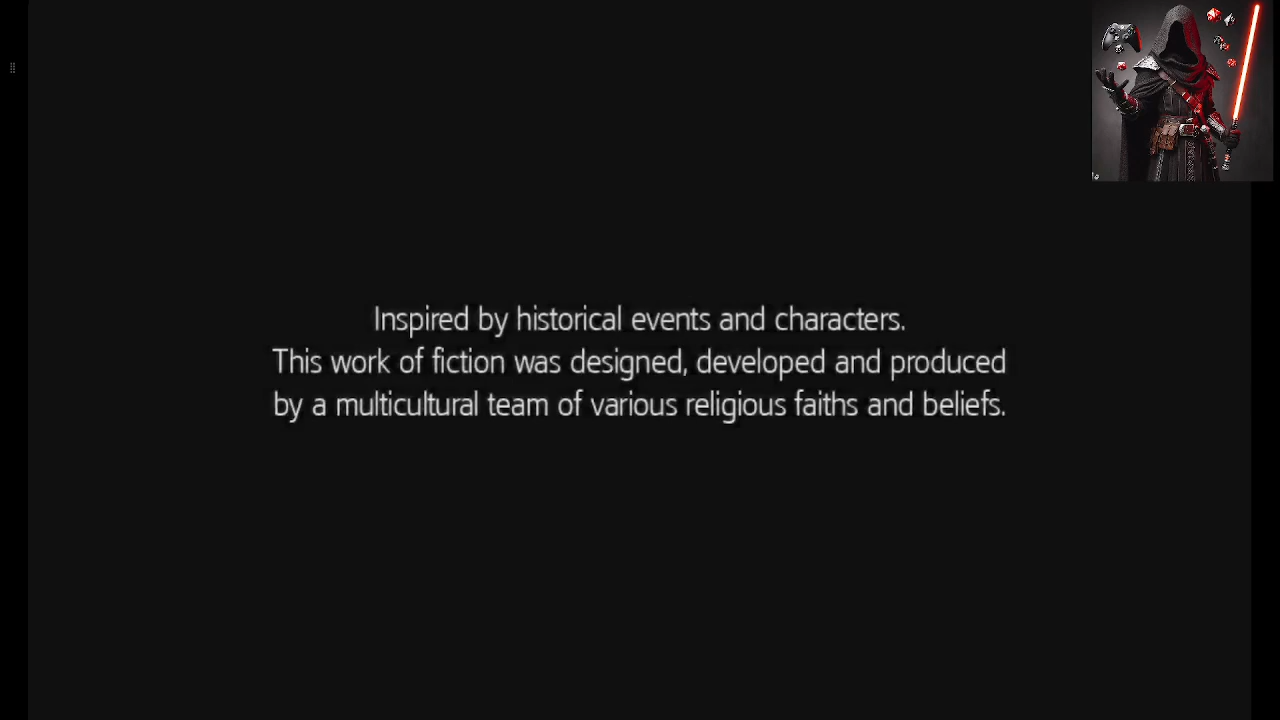 Inspired by historical events and characters.
This work of fiction was designed, developed and produced
by a multicultural team of various religious faiths and beliefs.